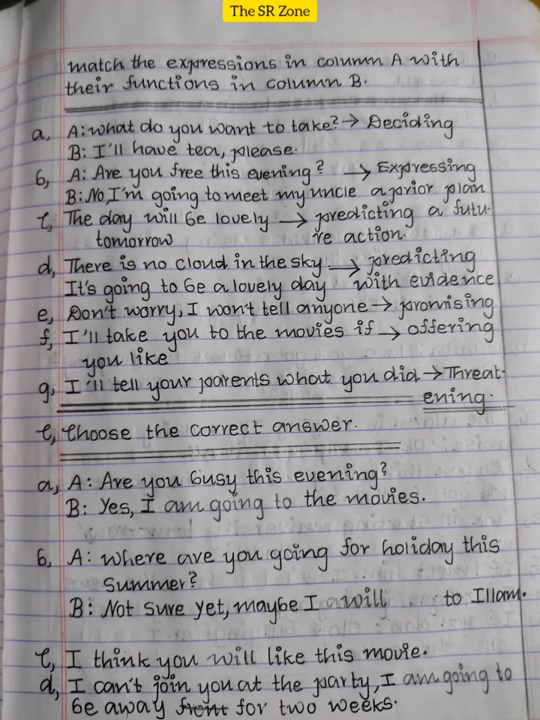 The SR Zone
match the expressions in column A with
their functions in column B.
a, A: what do you want to take? → Deciding
B: I'll have tea, please.
b, A: Are you free this evening? → Expressing
B: No I'm going to meet my uncle a prior plan
c, The day will be lovely → predicting a futu-
tomorrow re action.
d, There is no cloud in the sky → predicting
It's going to be a lovely day with evidence
e, Don't worry, I won't tell anyone → promising
f, I'll take you to the movies if → offering
you like
g, I'll tell your parents what you did → Threat-
ening.
c, Choose the correct answer.
a, A: Are you busy this evening?
B: Yes, I am going to the movies.
b, A: where are you going for holiday this
Summer?
B: Not sure yet, maybe I will to Illam.
c, I think you will like this movie.
d, I can't join you at the party, I am going to
be away front for two weeks.